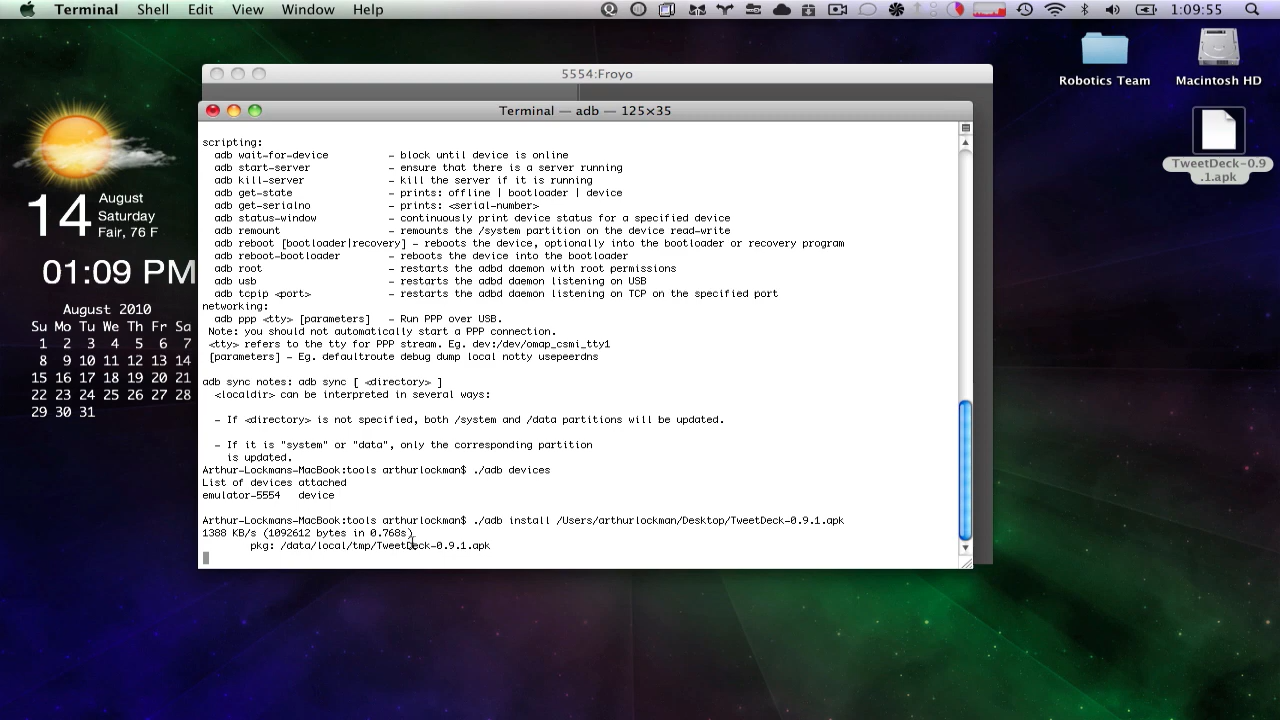 Terminal Shell Edit View Window Help
1:09:55
Robotics Team
Macintosh HD
TweetDeck-0.9
.1.apk
14
August
Saturday
Fair, 76 F
01:09 PM
August 2010
Su Mo Tu We Th Fr Sa
1 2 3 4 5 6 7
8 9 10 11 12 13 14
15 16 17 18 19 20 21
22 23 24 25 26 27 28
29 30 31
5554:Froyo
Terminal — adb — 125×35
scripting:
adb wait-for-device - block until device is online
adb start-server - ensure that there is a server running
adb kill-server - kill the server if it is running
adb get-state - prints: offline | bootloader | device
adb get-serialno - prints: <serial-number>
adb status-window - continuously print device status for a specified device
adb remount - remounts the /system partition on the device read-write
adb reboot [bootloader|recovery] - reboots the device, optionally into the bootloader or recovery program
adb reboot-bootloader - reboots the device into the bootloader
adb root - restarts the adbd daemon with root permissions
adb usb - restarts the adbd daemon listening on USB
adb tcpip <port> - restarts the adbd daemon listening on TCP on the specified port
networking:
adb ppp <tty> [parameters] - Run PPP over USB.
Note: you should not automatically start a PPP connection.
<tty> refers to the tty for PPP stream. Eg. dev:/dev/omap_csmi_tty1
[parameters] - Eg. defaultroute debug dump local notty usepeerdns
adb sync notes: adb sync [ <directory> ]
<localdir> can be interpreted in several ways:
- If <directory> is not specified, both /system and /data partitions will be updated.
- If it is "system" or "data", only the corresponding partition
is updated.
Arthur-Lockmans-MacBook:tools arthurlockman$ ./adb devices
List of devices attached
emulator-5554 device
Arthur-Lockmans-MacBook:tools arthurlockman$ ./adb install /Users/arthurlockman/Desktop/TweetDeck-0.9.1.apk
1388 KB/s (1092612 bytes in 0.768s)
pkg: /data/local/tmp/TweetDeck-0.9.1.apk